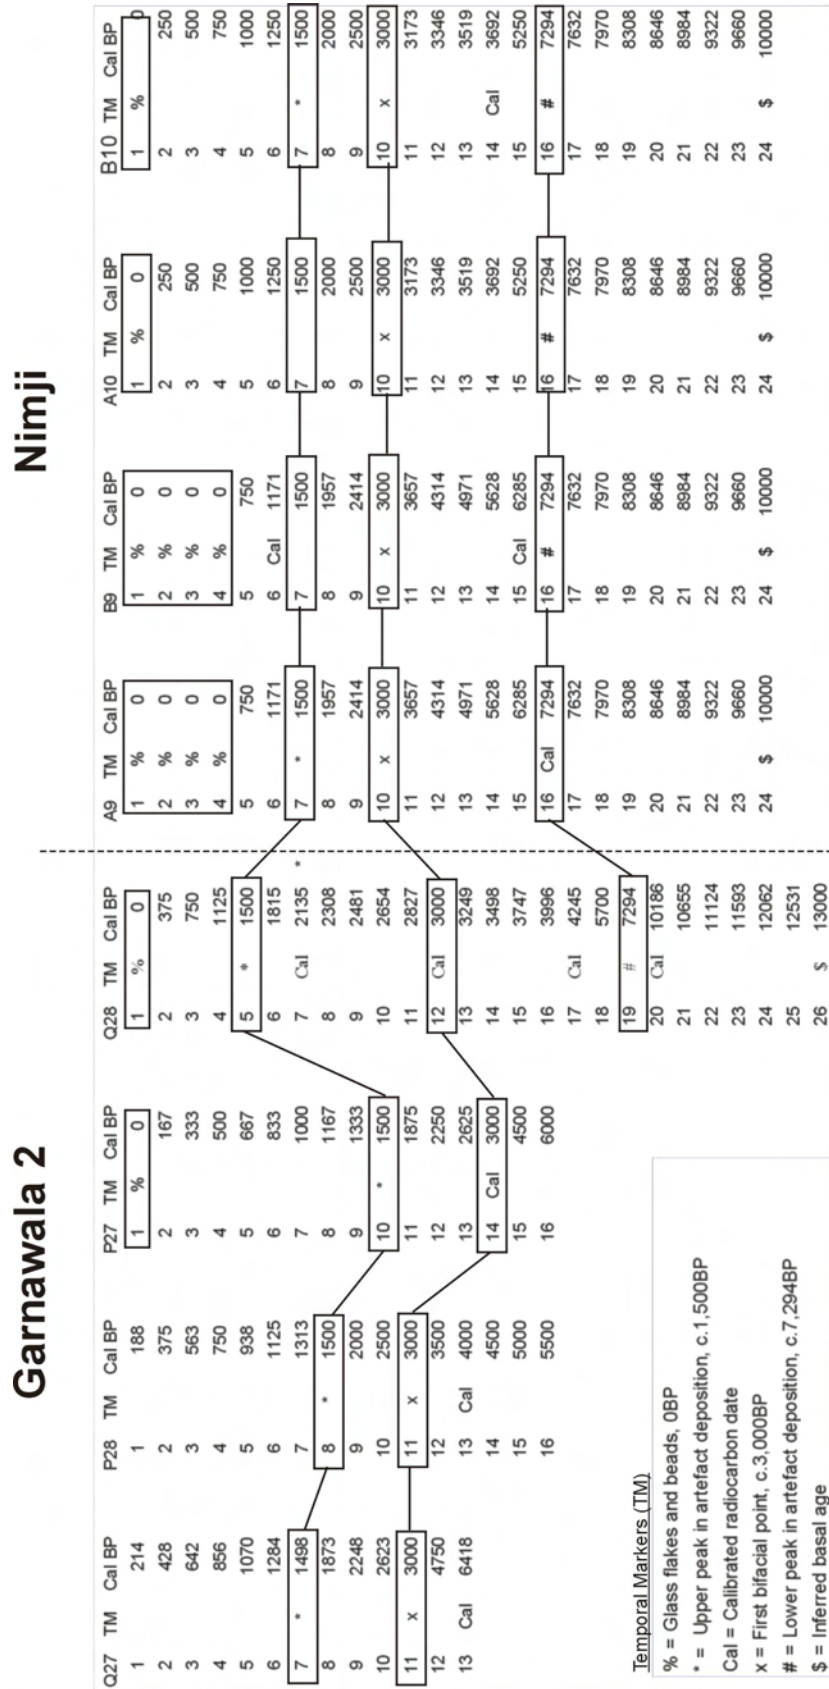 Garnawala 2 Nimji
Q27 TM Cal BP P28 TM Cal BP P27 TM Cal BP Q28 TM Cal BP A9 TM Cal BP B9 TM Cal BP A10 TM Cal BP B10 TM Cal BP
1 214 1 188 1 % 0 1 % 0 1 % 0 1 % 0 1 % 0 1 % 0
2 428 2 375 2 167 2 375 2 % 0 2 % 0 2 250 2 250
3 642 3 563 3 333 3 750 3 % 0 3 % 0 3 500 3 500
4 856 4 750 4 500 4 1125 4 % 0 4 % 0 4 750 4 750
5 1070 5 938 5 667 5 * 1500 5 750 5 750 5 1000 5 1000
6 1284 6 1125 6 833 6 1815 6 1171 6 Cal 1171 6 1250 6 1250
7 * 1498 7 1313 7 1000 7 Cal 2135 * 7 * 1500 7 1500 7 1500 7 * 1500
8 1873 8 * 1500 8 1167 8 2308 8 1957 8 1957 8 2000 8 2000
9 2248 9 2000 9 1333 9 2481 9 2414 9 2414 9 2500 9 2500
10 2623 10 2500 10 * 1500 10 2654 10 x 3000 10 x 3000 10 x 3000 10 x 3000
11 x 3000 11 x 3000 11 1875 11 2827 11 3657 11 3657 11 3173 11 3173
12 4750 12 3500 12 2250 12 Cal 3000 12 4314 12 4314 12 3346 12 3346
13 Cal 6418 13 Cal 4000 13 2625 13 3249 13 4971 13 4971 13 3519 13 3519
14 4500 14 Cal 3000 14 3498 14 5628 14 5628 14 3692 14 Cal 3692
15 5000 15 4500 15 3747 15 6285 15 Cal 6285 15 5250 15 5250
16 5500 16 6000 16 3996 16 Cal 7294 16 # 7294 16 # 7294 16 # 7294
17 Cal 4245 17 7632 17 7632 17 7632 17 7632
18 5700 18 7970 18 7970 18 7970 18 7970
19 # 7294 19 8308 19 8308 19 8308 19 8308
20 Cal 10186 20 8646 20 8646 20 8646 20 8646
21 10655 21 8984 21 8984 21 8984 21 8984
22 11124 22 9322 22 9322 22 9322 22 9322
23 11593 23 9660 23 9660 23 9660 23 9660
24 12062 24 $ 10000 24 $ 10000 24 $ 10000 24 $ 10000
25 12531
26 $ 13000
Temporal Markers (TM)
% = Glass flakes and beads, 0BP
* = Upper peak in artefact deposition, c.1,500BP
Cal = Calibrated radiocarbon date
x = First bifacial point, c.3,000BP
# = Lower peak in artefact deposition, c.7,294BP
$ = Inferred basal age